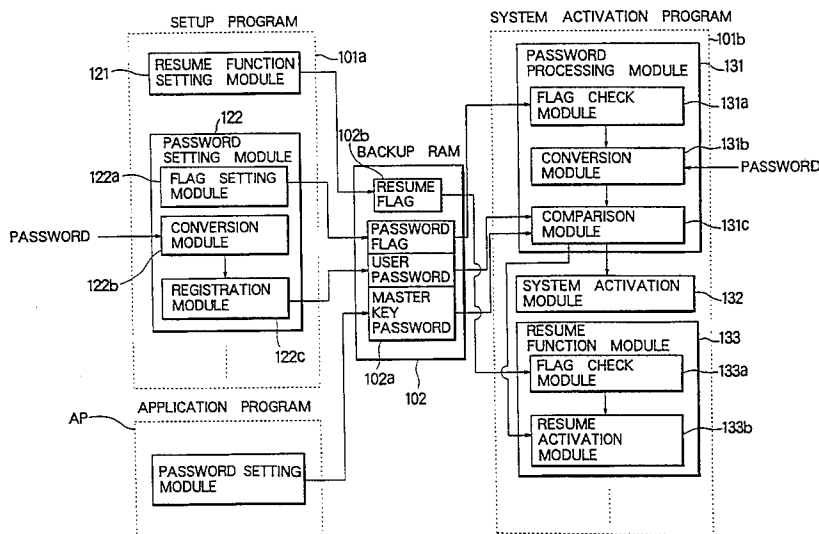 SETUP PROGRAM
101a
121
RESUME FUNCTION
SETTING MODULE
122
PASSWORD
SETTING MODULE
122a
FLAG SETTING
MODULE
PASSWORD
CONVERSION
MODULE
122b
REGISTRATION
MODULE
122c
APPLICATION PROGRAM
AP
PASSWORD SETTING
MODULE
102b
BACKUP RAM
RESUME
FLAG
PASSWORD
FLAG
USER
PASSWORD
MASTER
KEY
PASSWORD
102a
102
SYSTEM ACTIVATION PROGRAM
101b
PASSWORD
PROCESSING MODULE
131
FLAG CHECK
MODULE
131a
131b
CONVERSION
MODULE
PASSWORD
COMPARISON
MODULE
131c
SYSTEM ACTIVATION
MODULE
132
RESUME
FUNCTION MODULE
133
FLAG CHECK
MODULE
133a
RESUME
ACTIVATION
MODULE
133b